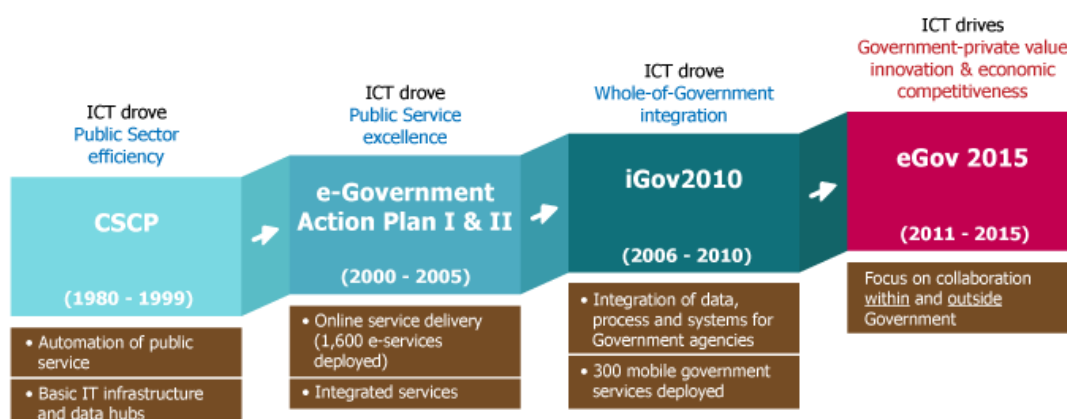 ICT drove
Public Sector
efficiency
CSCP
(1980 - 1999)
• Automation of public
service
• Basic IT infrastructure
and data hubs
ICT drove
Public Service
excellence
e-Government
Action Plan I & II
(2000 - 2005)
• Online service delivery
(1,600 e-services
deployed)
• Integrated services
ICT drove
Whole-of-Government
integration
iGov2010
(2006 - 2010)
• Integration of data,
process and systems for
Government agencies
• 300 mobile government
services deployed
ICT drives
Government-private value
innovation & economic
competitiveness
eGov 2015
(2011 - 2015)
Focus on collaboration
within and outside
Government